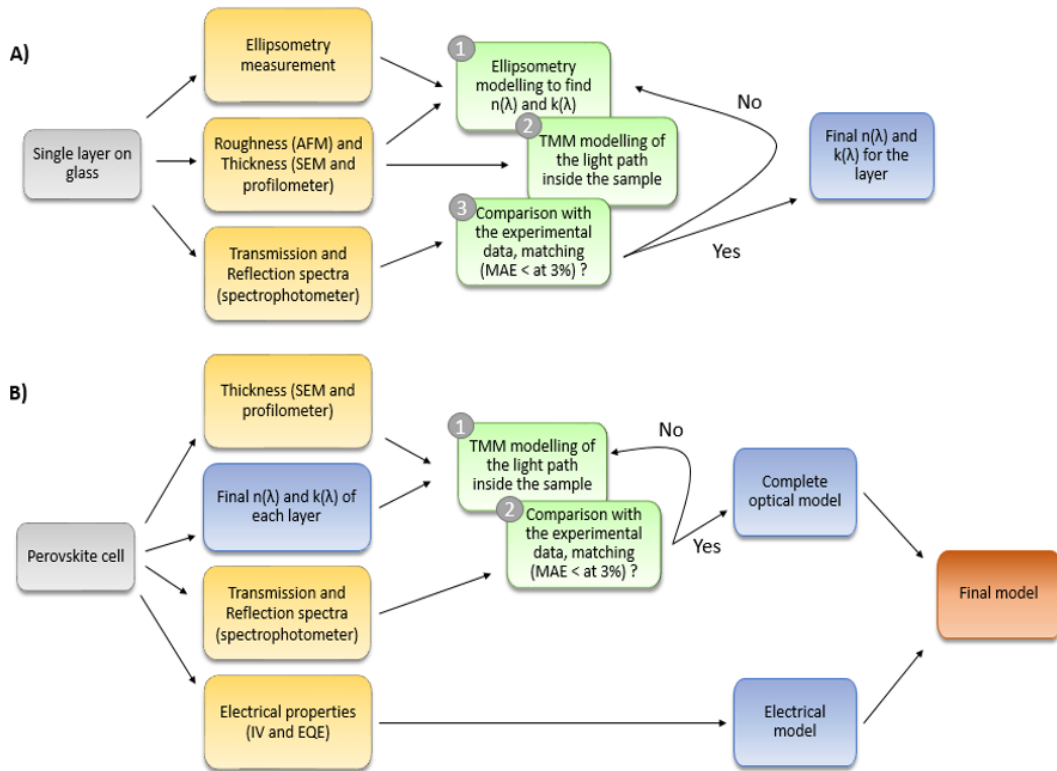 A)
Single layer on
glass
Ellipsometry
measurement
Roughness (AFM) and
Thickness (SEM and
profilometer)
Transmission and
Reflection spectra
(spectrophotometer)
1
Ellipsometry
modelling to find
n(λ) and k(λ)
2
TMM modelling of
the light path
inside the sample
3
Comparison with
the experimental
data, matching
(MAE < at 3%) ?
No
Yes
Final n(λ) and
k(λ) for the
layer
B)
Perovskite cell
Thickness (SEM and
profilometer)
Final n(λ) and k(λ) of
each layer
Transmission and
Reflection spectra
(spectrophotometer)
Electrical properties
(IV and EQE)
1
TMM modelling of
the light path
inside the sample
2
Comparison with
the experimental
data, matching
(MAE < at 3%) ?
No
Yes
Complete
optical model
Electrical
model
Final model